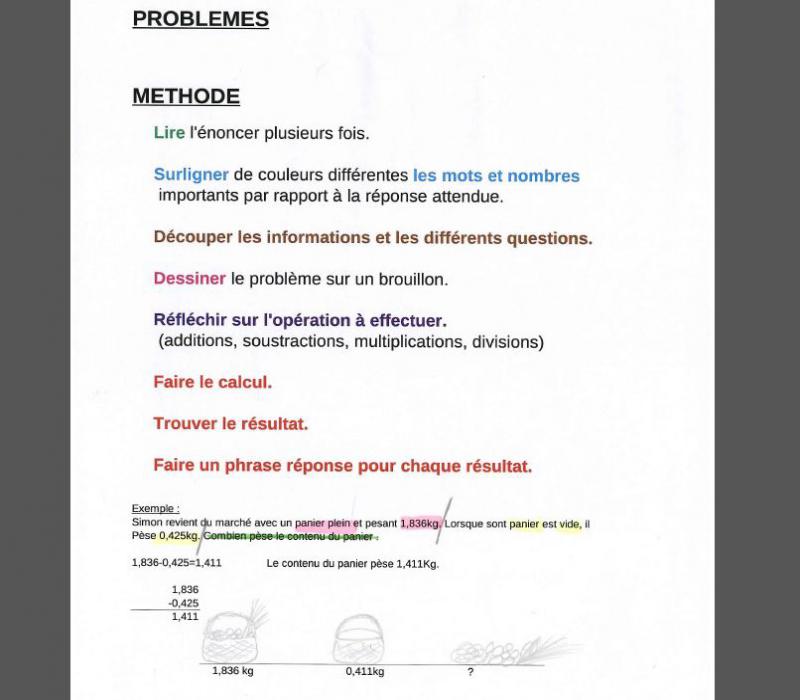 PROBLEMES
METHODE
Lire l'énoncer plusieurs fois.
Surligner de couleurs différentes les mots et nombres
importants par rapport à la réponse attendue.
Découper les informations et les différents questions.
Dessiner le problème sur un brouillon.
Réfléchir sur l'opération à effectuer.
(additions, soustractions, multiplications, divisions)
Faire le calcul.
Trouver le résultat.
Faire un phrase réponse pour chaque résultat.
Exemple :
Simon revient du marché avec un panier plein et pesant 1,836kg. Lorsque sont panier est vide, il
Pèse 0,425kg. Combien pèse le contenu du panier :
1,836-0,425=1,411 Le contenu du panier pèse 1,411Kg.
1,836
-0,425
1,411
1,836 kg 0,411kg ?